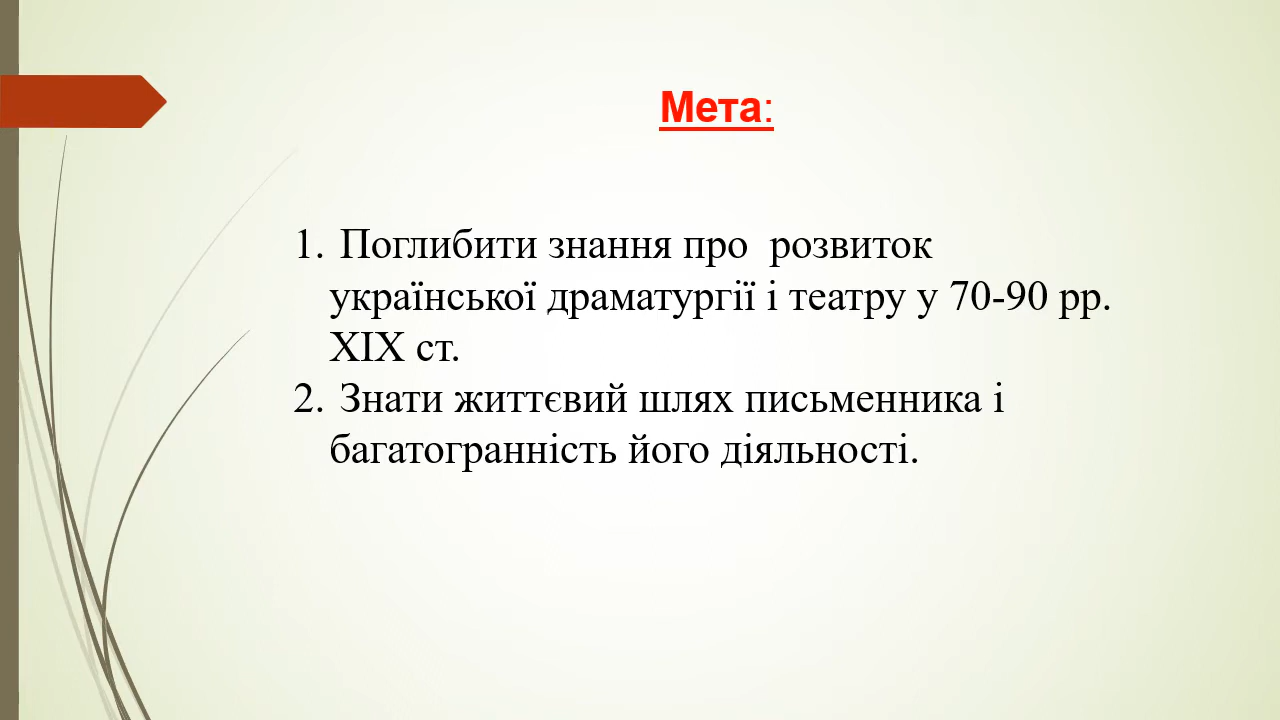 Мета:
1. Поглибити знання про розвиток
української драматургії і театру у 70-90 рр.
ХІХ ст.
2. Знати життєвий шлях письменника і
багатогранність його діяльності.